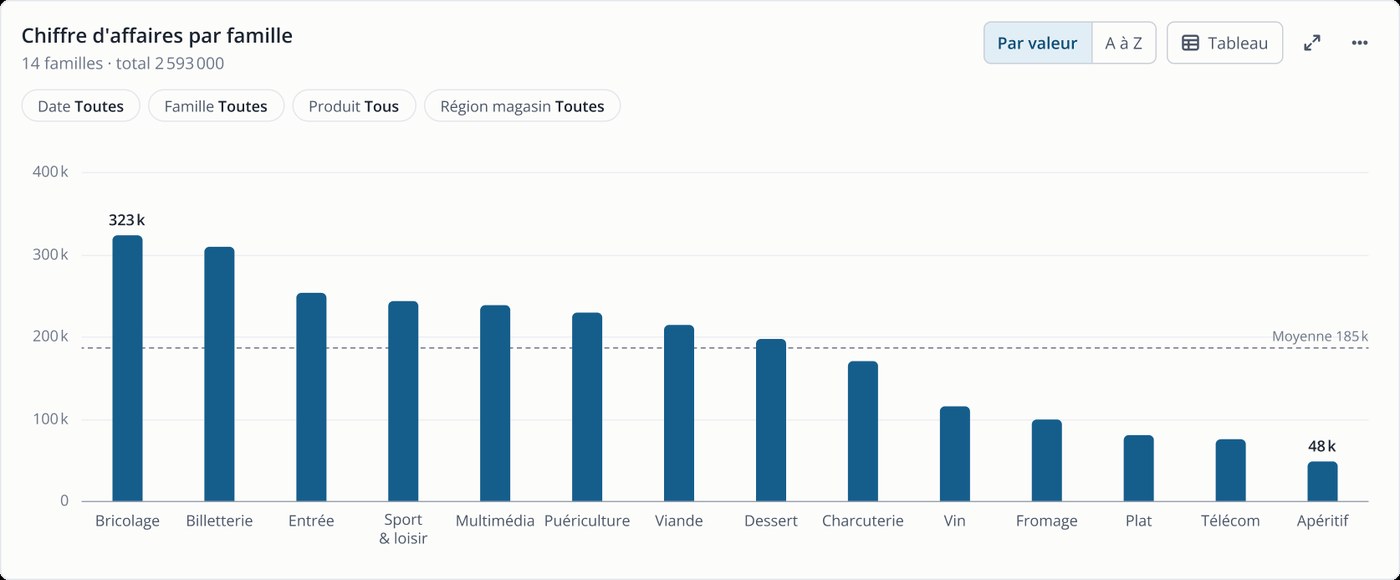 Chiffre d'affaires par famille
14 familles · total 2 593 000
Par valeur
A à Z
Tableau
Date Toutes
Famille Toutes
Produit Tous
Région magasin Toutes
400 k
300 k
200 k
100 k
0
323 k
Moyenne 185 k
48 k
Bricolage
Billetterie
Entrée
Sport
& loisir
Multimédia
Puériculture
Viande
Dessert
Charcuterie
Vin
Fromage
Plat
Télécom
Apéritif